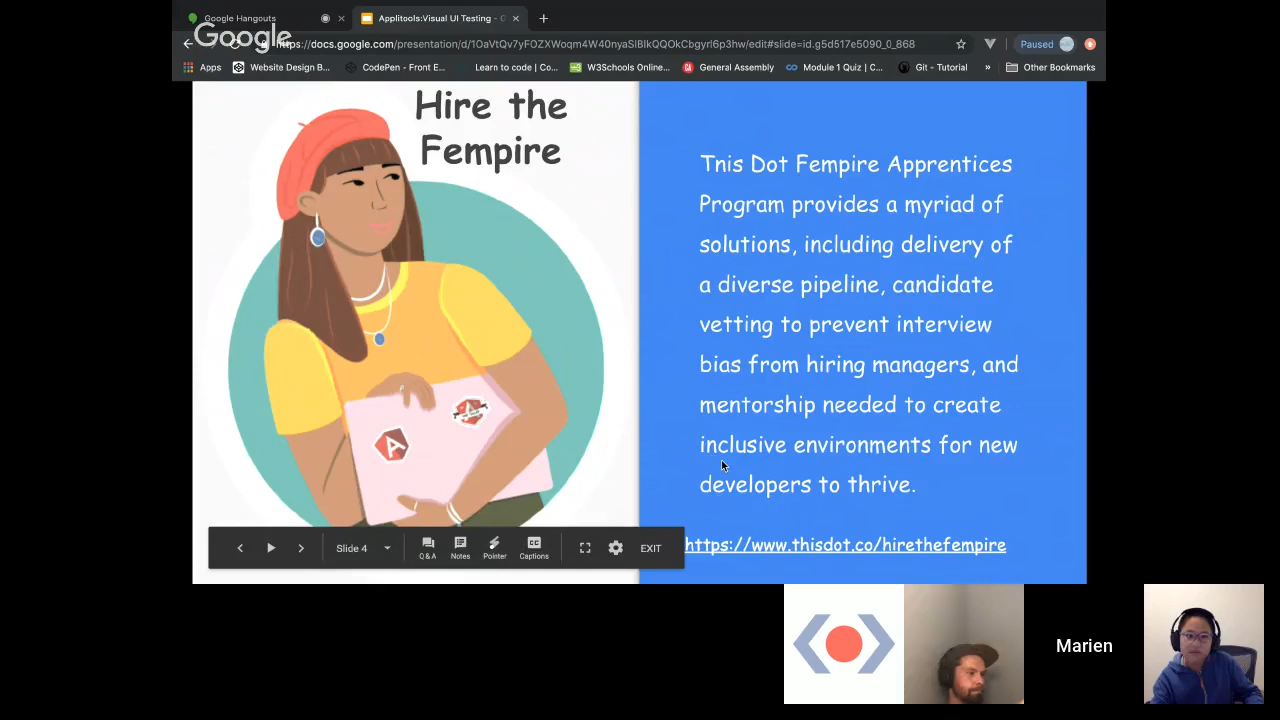 Google Hangouts
Applitools:Visual UI Testing - G
Google
https://docs.google.com/presentation/d/1OaVtQv7yFOZXWoqm4W40nyaSlBIkQQOkCbgyrl6p3hw/edit#slide=id.g5d517e5090_0_868
Paused
Apps
Website Design B...
CodePen - Front E...
Learn to code | Co...
W3Schools Online...
General Assembly
Module 1 Quiz | C...
Git - Tutorial
»
Other Bookmarks
Hire the
Fempire
This Dot Fempire Apprentices
Program provides a myriad of
solutions, including delivery of
a diverse pipeline, candidate
vetting to prevent interview
bias from hiring managers, and
mentorship needed to create
inclusive environments for new
developers to thrive.
https://www.thisdot.co/hirethefempire
A
Slide 4
Q & A
Notes
Pointer
Captions
EXIT
Marien